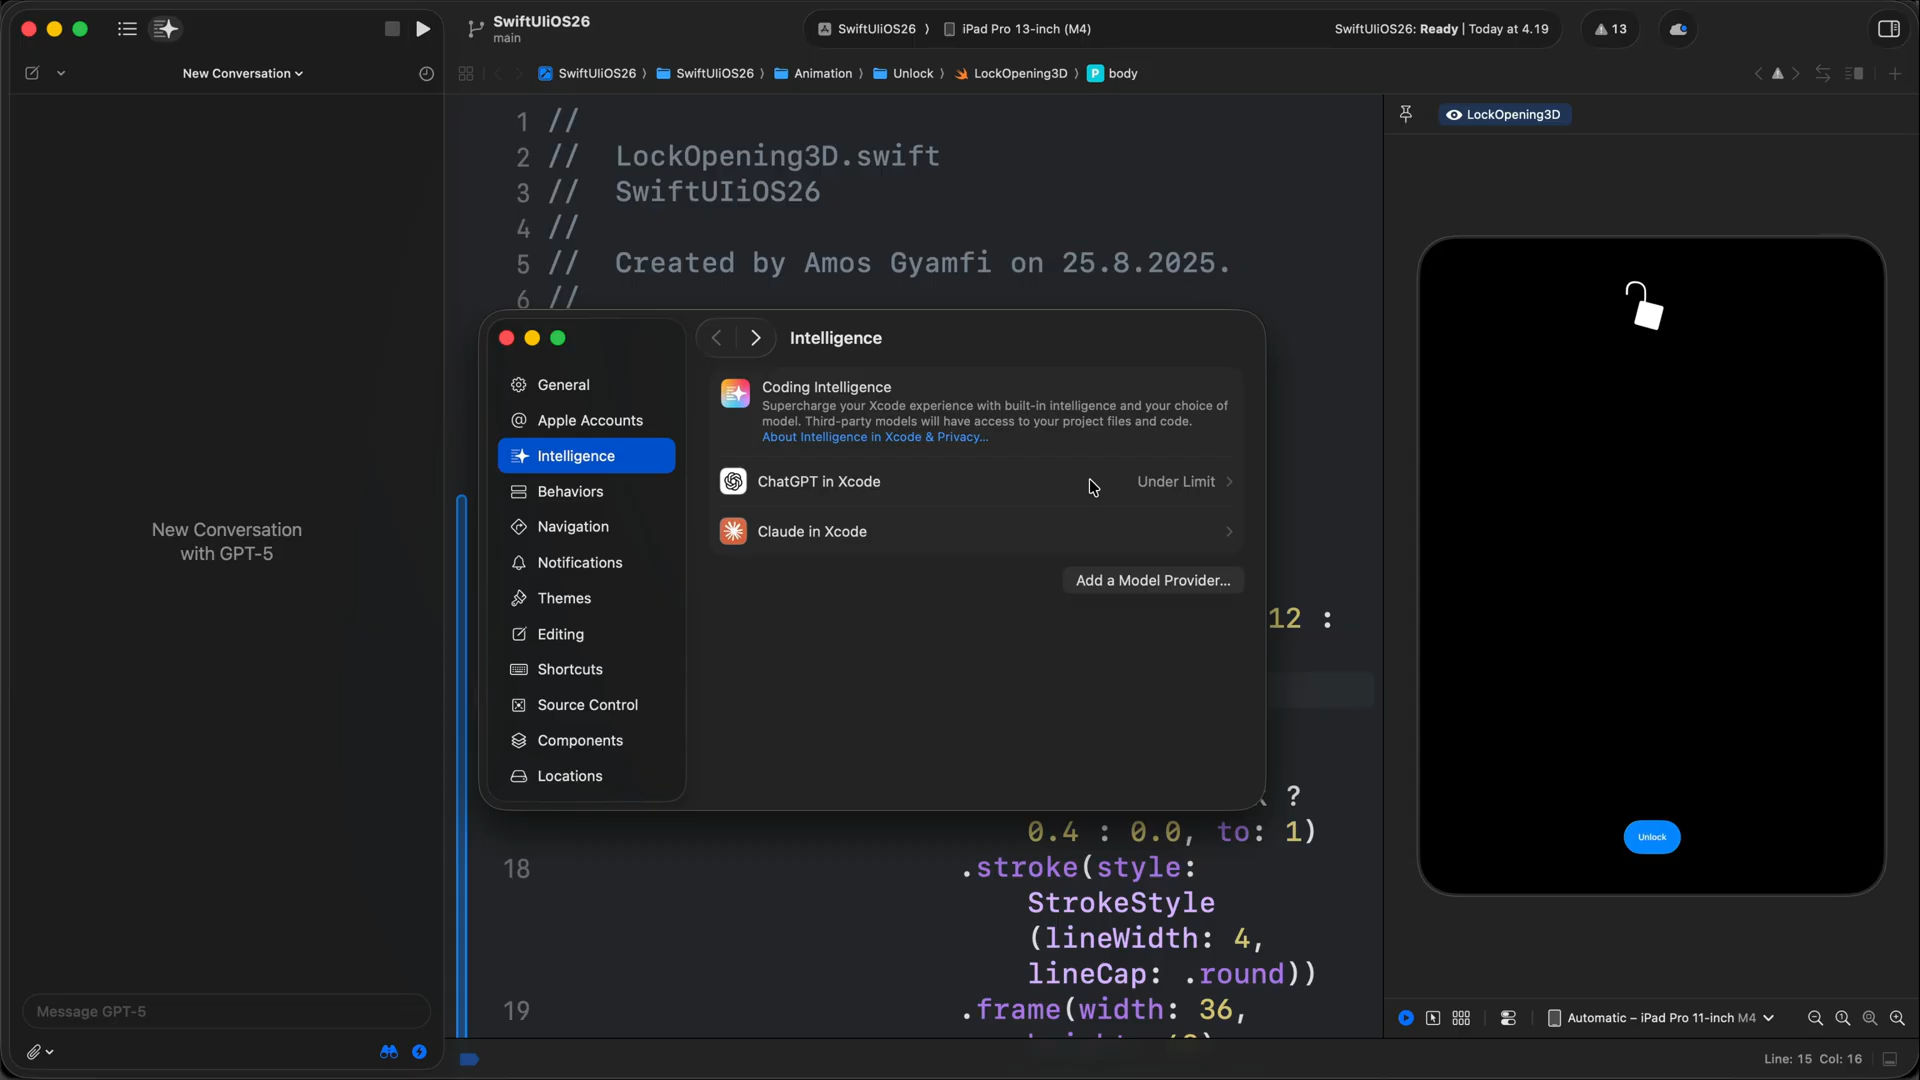 SwiftUIiOS26
main
SwiftUIiOS26
iPad Pro 13-inch (M4)
SwiftUIiOS26: Ready | Today at 4.19
13
New Conversation
SwiftUIiOS26
SwiftUIiOS26
Animation
Unlock
LockOpening3D
P body
LockOpening3D
1 //
2 // LockOpening3D.swift
3 // SwiftUIiOS26
4 //
5 // Created by Amos Gyamfi on 25.8.2025.
6 //
New Conversation
with GPT-5
Intelligence
General
Apple Accounts
Intelligence
Behaviors
Navigation
Notifications
Themes
Editing
Shortcuts
Source Control
Components
Locations
Coding Intelligence
Supercharge your Xcode experience with built-in intelligence and your choice of
model. Third-party models will have access to your project files and code.
About Intelligence in Xcode & Privacy...
ChatGPT in Xcode
Under Limit
Claude in Xcode
Add a Model Provider...
12 :
?
0.4 : 0.0, to: 1)
18 .stroke(style:
StrokeStyle
(lineWidth: 4,
lineCap: .round))
19 .frame(width: 36,
Unlock
Message GPT-5
Automatic – iPad Pro 11-inch M4
Line: 15 Col: 16